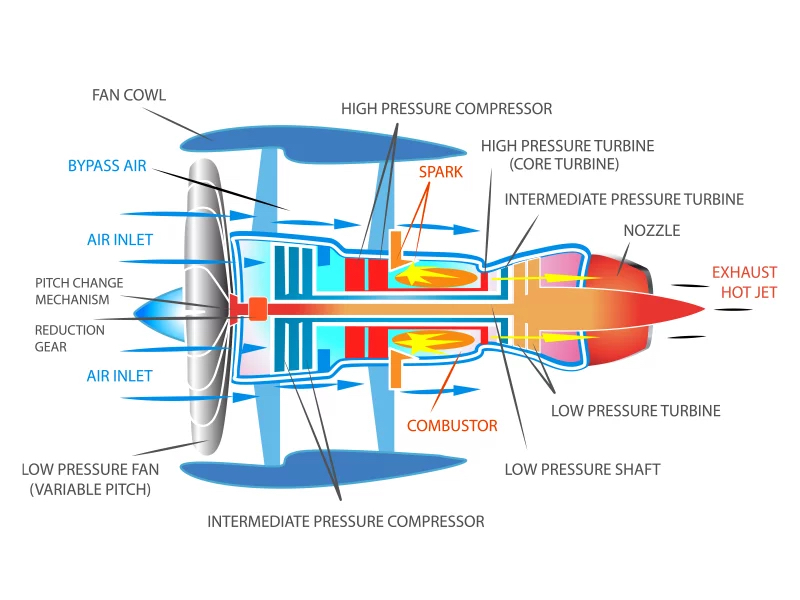 FAN COWL
HIGH PRESSURE COMPRESSOR
BYPASS AIR
SPARK
HIGH PRESSURE TURBINE
(CORE TURBINE)
INTERMEDIATE PRESSURE TURBINE
NOZZLE
AIR INLET
EXHAUST
HOT JET
PITCH CHANGE
MECHANISM
REDUCTION
GEAR
AIR INLET
LOW PRESSURE TURBINE
COMBUSTOR
LOW PRESSURE FAN
(VARIABLE PITCH)
LOW PRESSURE SHAFT
INTERMEDIATE PRESSURE COMPRESSOR